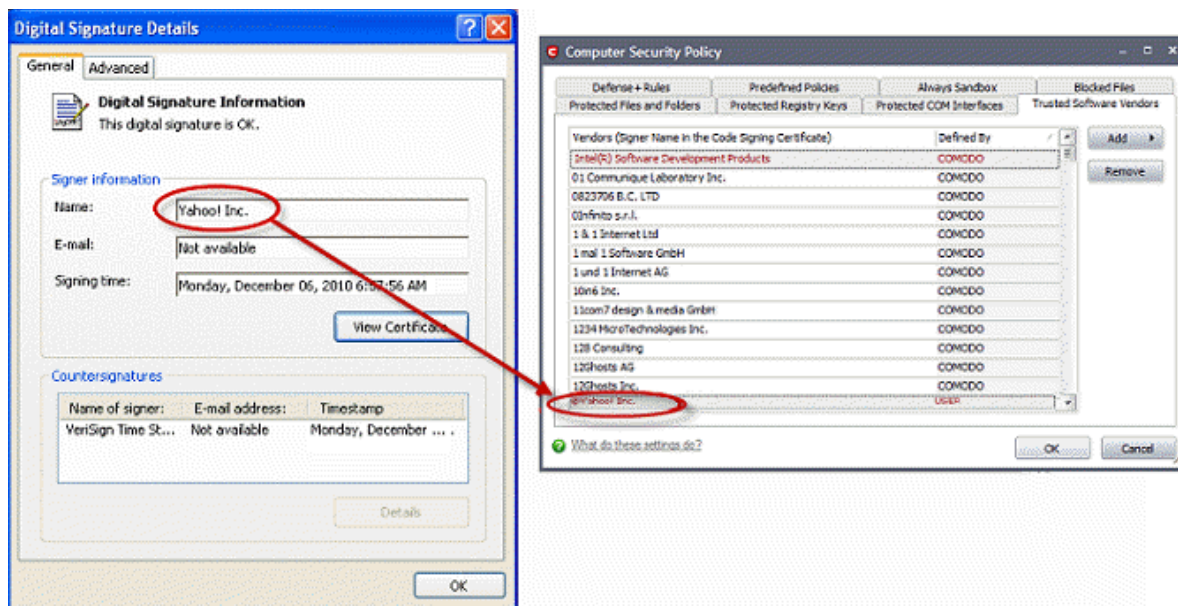 Digital Signature Details
General Advanced
Digital Signature Information
This digital signature is OK.
Signer information
Name: Yahoo! Inc.
E-mail: Not available
Signing time: Monday, December 06, 2010 6:57:56 AM
View Certificate
Countersignatures
Name of signer: E-mail address: Timestamp
VeriSign Time St... Not available Monday, December ... .
Details
OK
Computer Security Policy
Defense+ Rules Predefined Policies Always Sandbox Blocked Files
Protected Files and Folders Protected Registry Keys Protected COM Interfaces Trusted Software Vendors
Vendors (Signer Name in the Code Signing Certificate) Defined By
Intel(R) Software Development Products COMODO
01 Communique Laboratory Inc. COMODO
0823706 B.C. LTD COMODO
s.r.l. COMODO
1 & 1 Internet Ltd COMODO
1 mal 1 Software GmbH COMODO
1 und 1 Internet AG COMODO
Inc. COMODO
11com7 design & media GmbH COMODO
1234 MicroTechnologies Inc. COMODO
128 Consulting COMODO
12Ghosts AG COMODO
12Ghosts Inc. COMODO
Yahoo! Inc. USER
Add
Remove
What do these settings do?
OK Cancel